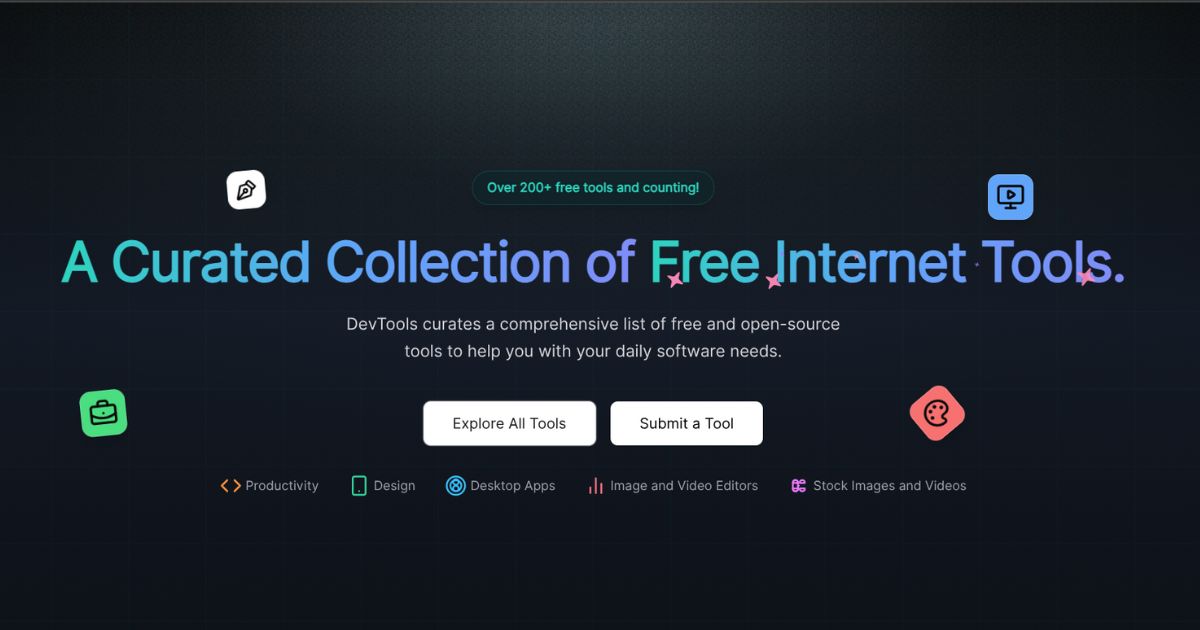 Over 200+ free tools and counting!
A Curated Collection of Free Internet Tools.
DevTools curates a comprehensive list of free and open-source
tools to help you with your daily software needs.
Explore All Tools
Submit a Tool
Productivity
Design
Desktop Apps
Image and Video Editors
Stock Images and Videos